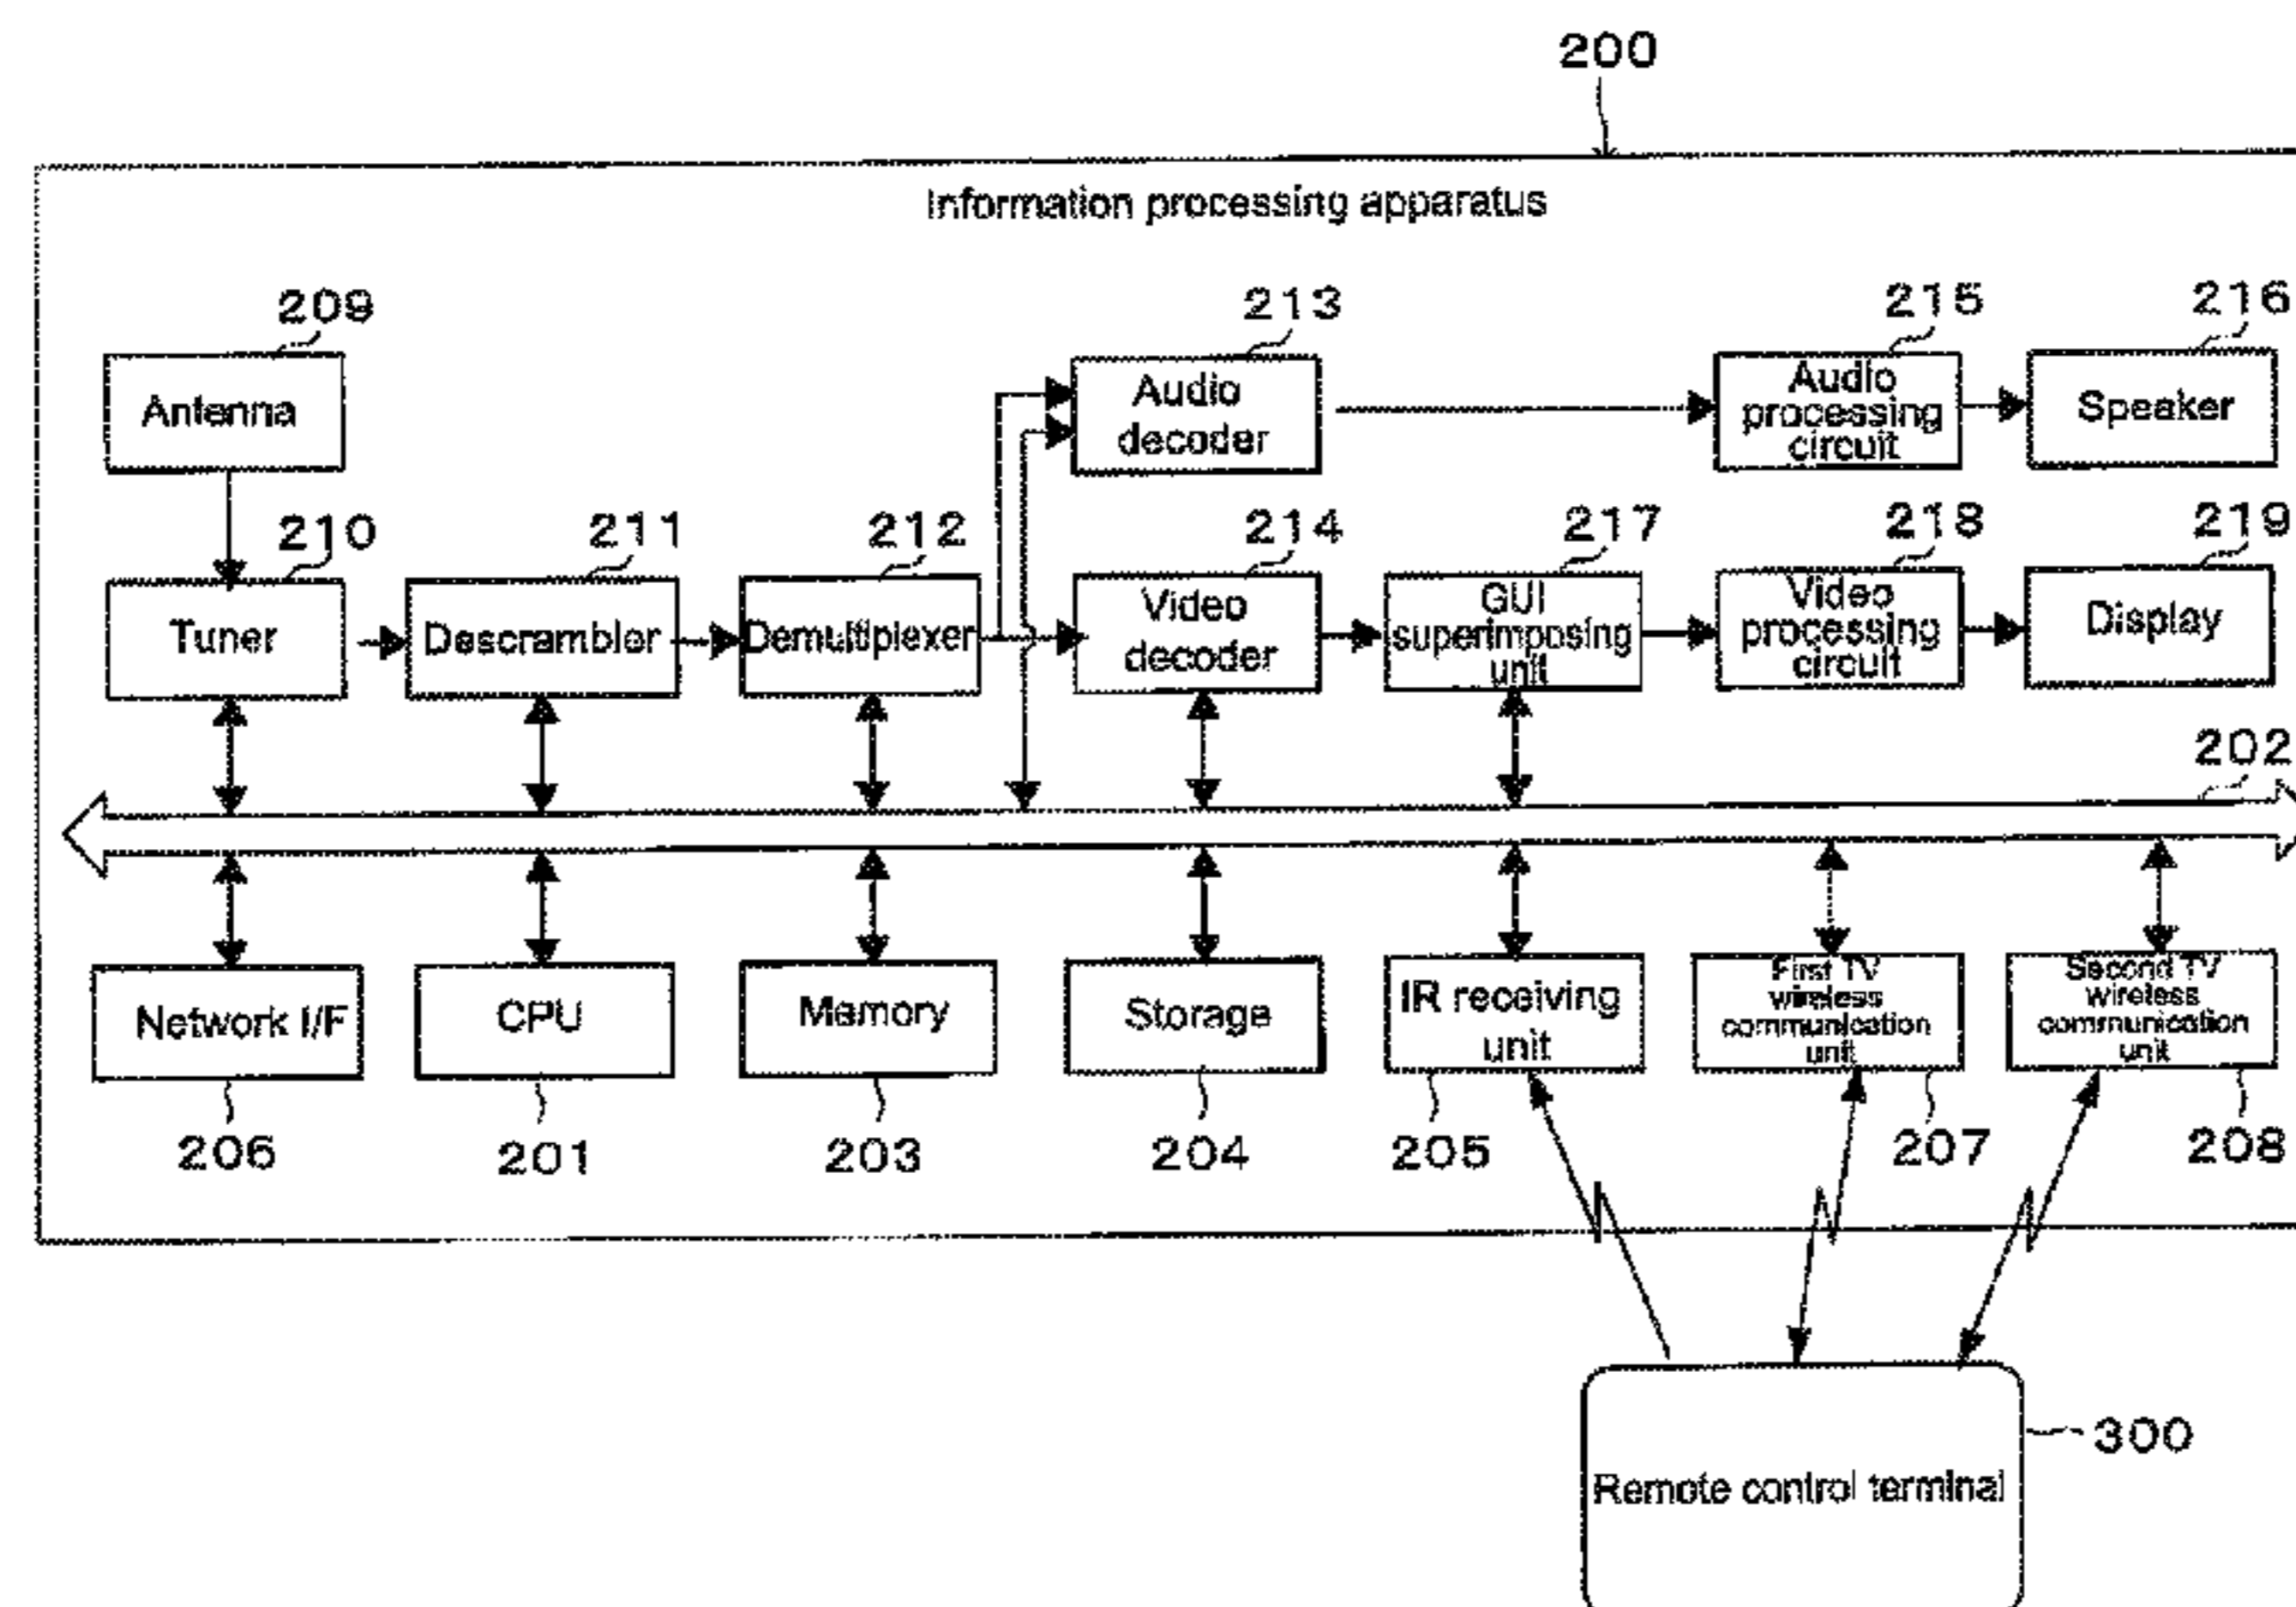 200
Information processing apparatus
209
213
215
216
Antenna
Audio
decoder
Audio
processing
circuit
Speaker
210
211
212
214
217
218
219
Tuner
Descrambler
Demultiplexer
Video
decoder
GUI
superimposing
unit
Video
processing
circuit
Display
202
Network I/F
CPU
Memory
Storage
IR receiving
unit
First TV
wireless
communication
unit
Second TV
wireless
communication
unit
206
201
203
204
205
207
208
300
Remote control terminal